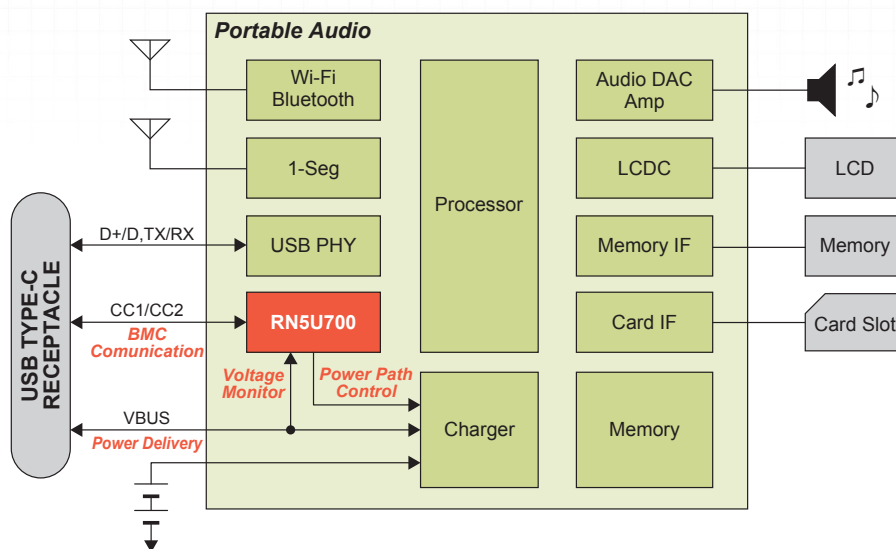 Portable Audio
Wi-Fi
Bluetooth
1-Seg
USB PHY
RN5U700
Processor
Charger
Audio DAC
Amp
LCDC
Memory IF
Card IF
Memory
LCD
Memory
Card Slot
USB TYPE-C
RECEPTACLE
D+/D,TX/RX
CC1/CC2
BMC
Comunication
Voltage
Monitor
Power Path
Control
VBUS
Power Delivery